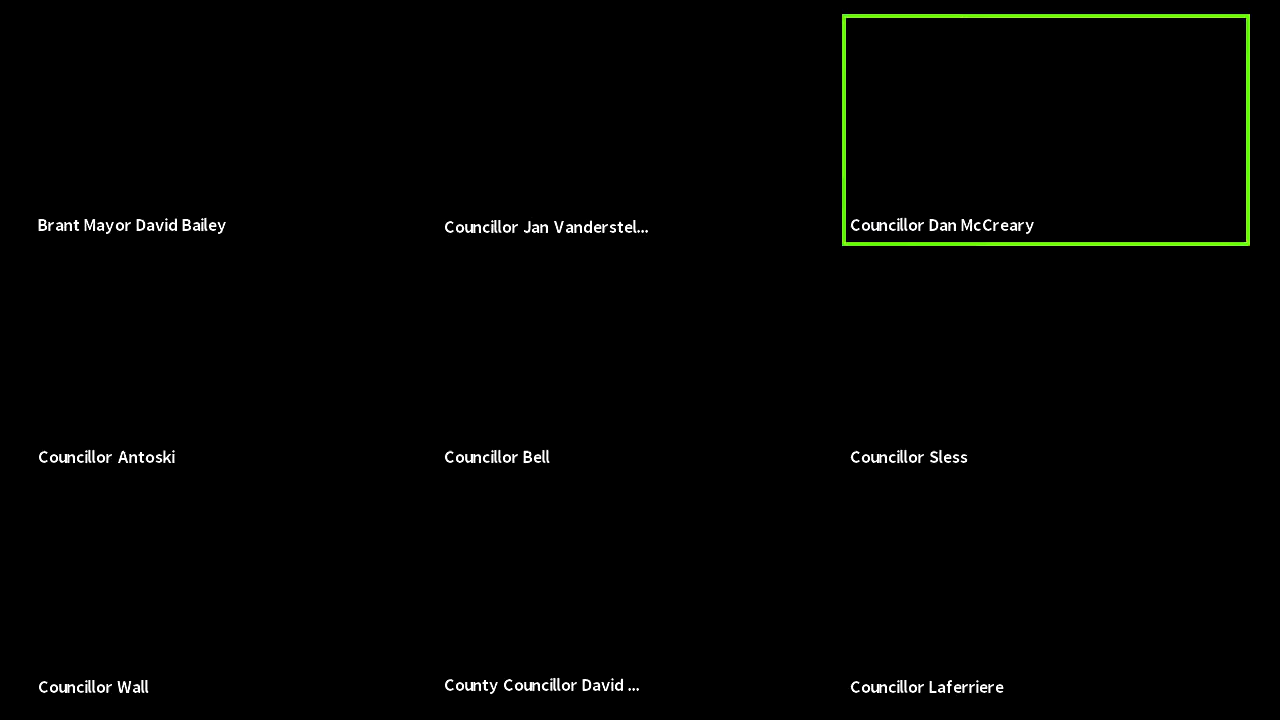 Brant Mayor David Bailey
Councillor Jan Vanderstel...
Councillor Dan McCreary
Councillor Antoski
Councillor Bell
Councillor Sless
Councillor Wall
County Councillor David ...
Councillor Laferriere